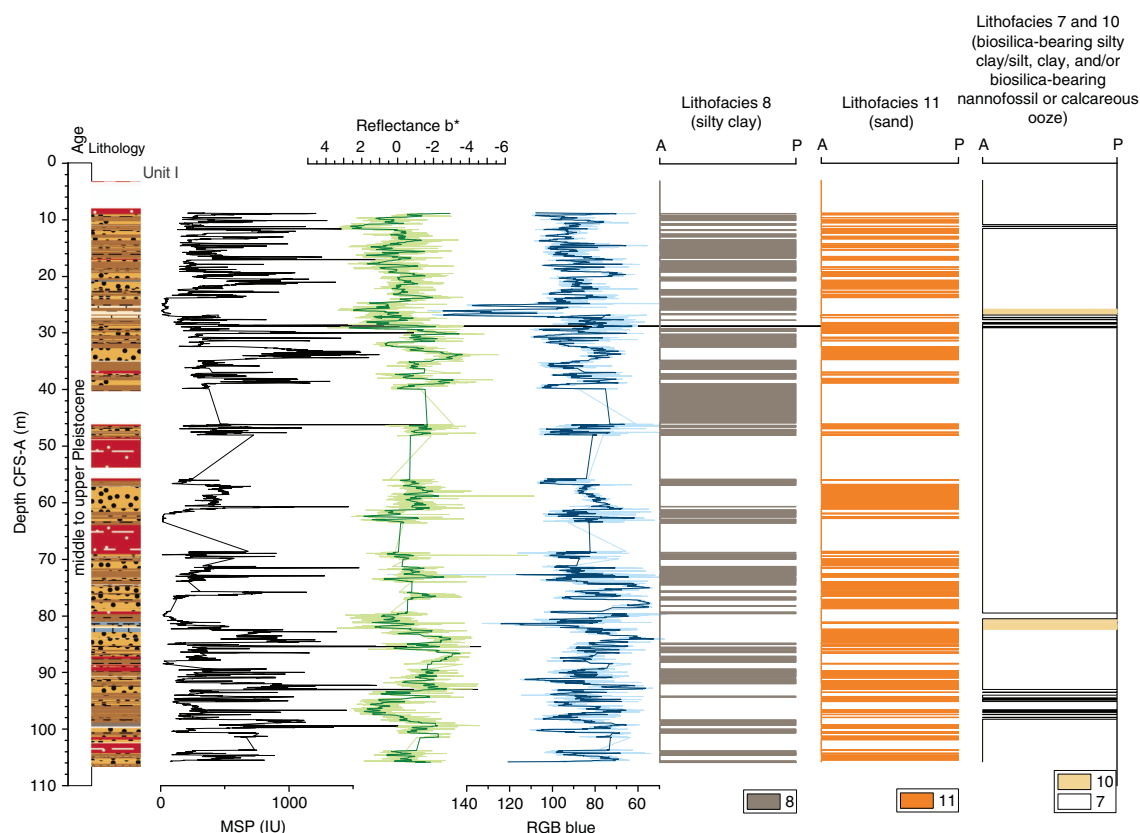 Lithofacies 7 and 10
(biosilica-bearing silty
clay/silt, clay, and/or
biosilica-bearing
nannofossil or calcareous
ooze)
Lithofacies 8
(silty clay)
Lithofacies 11
(sand)
Reflectance b*
Age
Lithology
4 2 0 -2 -4 -6
A P
A P
A P
Unit I
Depth CFS-A (m)
middle to upper Pleistocene
0
10
20
30
40
50
60
70
80
90
100
110
0 1000
MSP (IU)
140 120 100 80 60
RGB blue
8
11
10
7